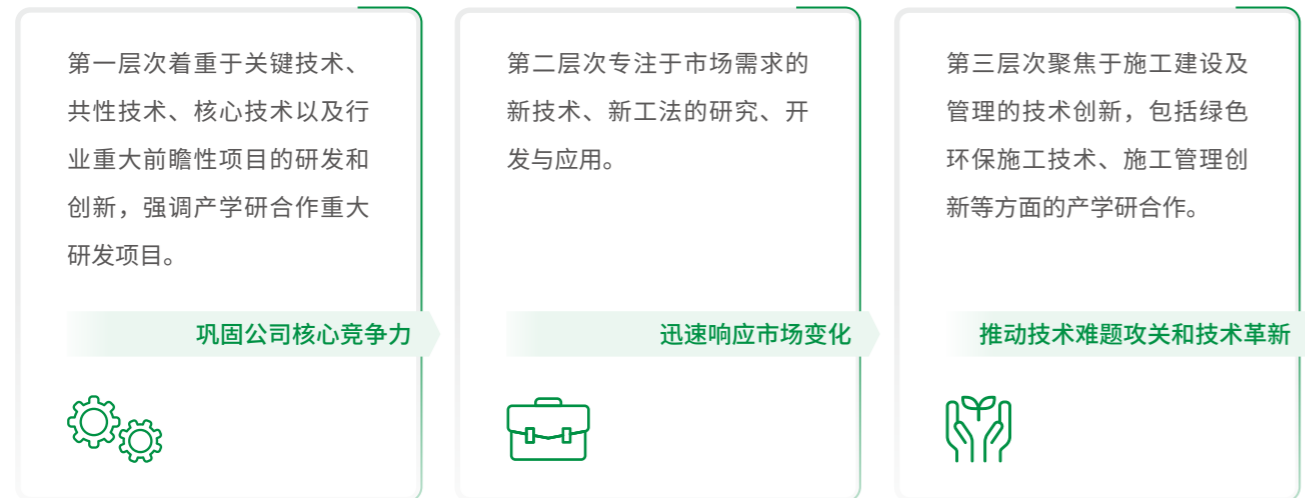 第一层次着重于关键技术、
共性技术、核心技术以及行
业重大前瞻性项目的研发和
创新，强调产学研合作重大
研发项目。
巩固公司核心竞争力
第二层次专注于市场需求的
新技术、新工法的研究、开
发与应用。
迅速响应市场变化
第三层次聚焦于施工建设及
管理的技术创新，包括绿色
环保施工技术、施工管理创
新等方面的产学研合作。
推动技术难题攻关和技术革新